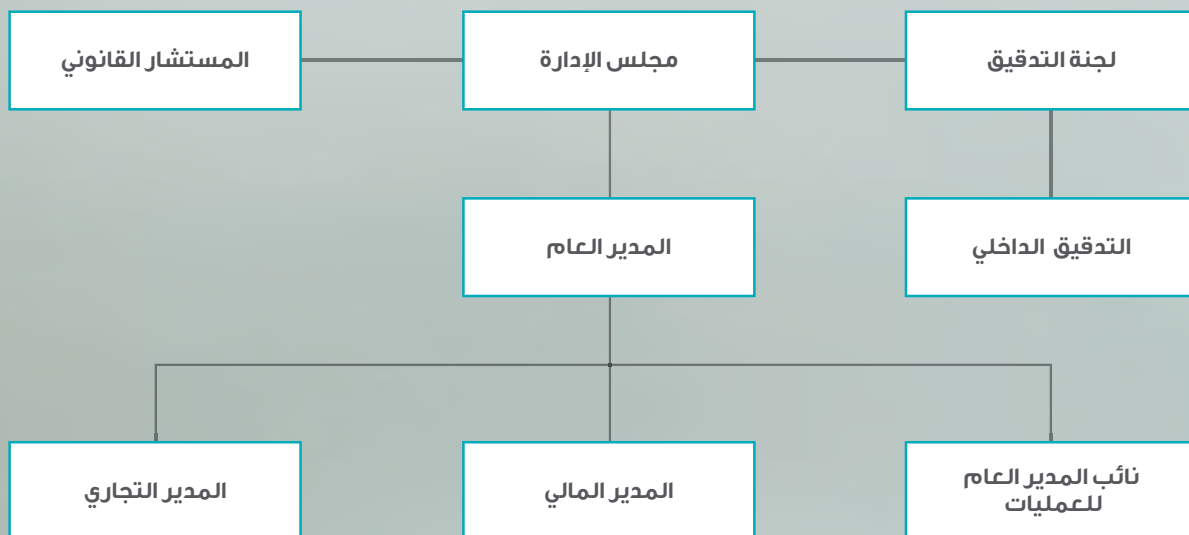 لجنة التدقيق
مجلس الإدارة
المستشار القانوني
التدقيق الداخلي
المدير العام
نائب المدير العام
للعمليات
المدير المالي
المدير التجاري